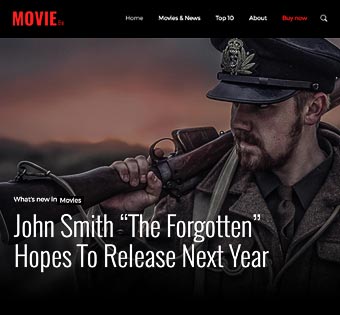 MOVIE
Home Movies & News Top 10 About Buy now
What's new in Movies
John Smith “The Forgotten”
Hopes To Release Next Year